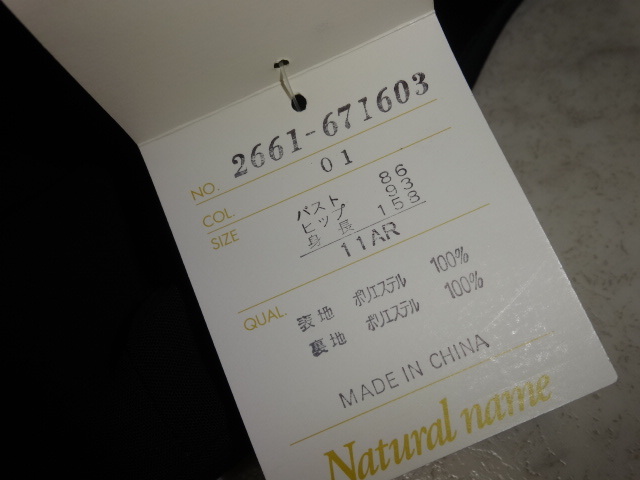 NO. 2661-671603
COL. 01
SIZE バスト 86
ヒップ 93
身長 158
11AR
QUAL. 表地 ポリエステル 100%
裏地 ポリエステル 100%
MADE IN CHINA
Natural name